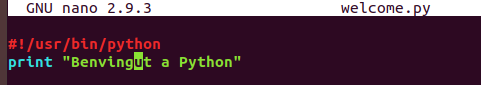 GNU nano 2.9.3 welcome.py
#!/usr/bin/python
print "Benvingut a Python"